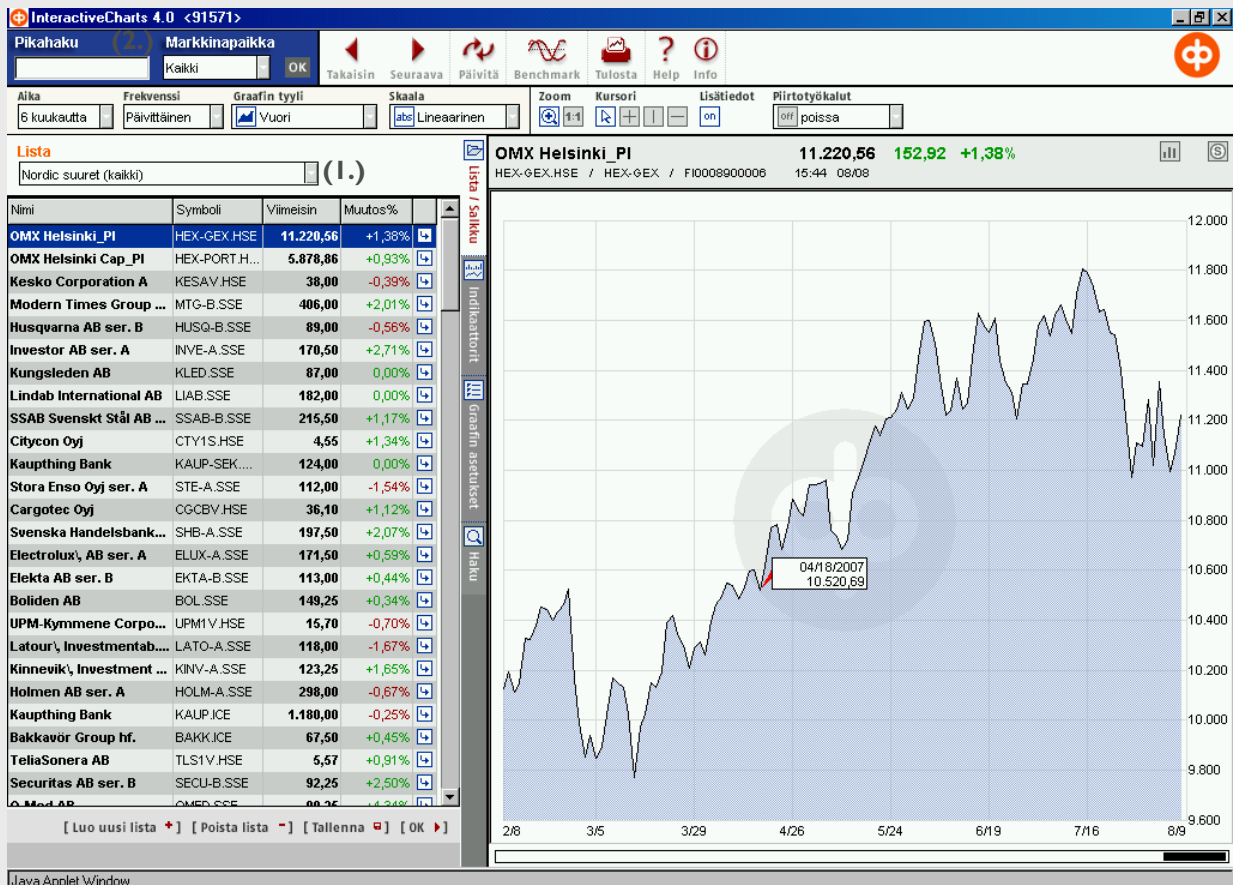 InteractiveCharts 4.0 <91571>
Pikahaku (2.) Markkinapaikka
Kaikki OK
Takaisin Seuraava Päivitä Benchmark Tulosta Help Info
Aika Frekvenssi Graafin tyyli Skaala Zoom Kursori Lisätiedot Piirtotyökalut
6 kuukautta Päivittäinen Vuori abs Lineaarinen 1:1 on off poissa
Lista
Nordic suuret (kaikki) (1.)
Lista / Salkku
Indikaattorit
Graafin asetukset
Haku
OMX Helsinki_PI 11.220,56 152,92 +1,38%
HEX-GEX.HSE / HEX-GEX / FI0008900006 15:44 08/08
Nimi Symboli Viimeisin Muutos%
OMX Helsinki_PI HEX-GEX.HSE 11.220,56 +1,38%
OMX Helsinki Cap_PI HEX-PORT.H... 5.878,86 +0,93%
Kesko Corporation A KESAV.HSE 38,00 -0,39%
Modern Times Group ... MTG-B.SSE 406,00 +2,01%
Husqvarna AB ser. B HUSQ-B.SSE 89,00 -0,56%
Investor AB ser. A INVE-A.SSE 170,50 +2,71%
Kungsleden AB KLED.SSE 87,00 0,00%
Lindab International AB LIAB.SSE 182,00 0,00%
SSAB Svenskt Stål AB ... SSAB-B.SSE 215,50 +1,17%
Citycon Oyj CTY1S.HSE 4,55 +1,34%
Kaupthing Bank KAUP-SEK.... 124,00 0,00%
Stora Enso Oyj ser. A STE-A.SSE 112,00 -1,54%
Cargotec Oyj CGCBV.HSE 36,10 +1,12%
Svenska Handelsbank... SHB-A.SSE 197,50 +2,07%
Electrolux\, AB ser. A ELUX-A.SSE 171,50 +0,59%
Elekta AB ser. B EKTA-B.SSE 113,00 +0,44%
Boliden AB BOL.SSE 149,25 +0,34%
UPM-Kymmene Corpo... UPM1V.HSE 15,70 -0,70%
Latour\, Investmentab.... LATO-A.SSE 118,00 -1,67%
Kinnevik\, Investment ... KINV-A.SSE 123,25 +1,65%
Holmen AB ser. A HOLM-A.SSE 298,00 -0,67%
Kaupthing Bank KAUP.ICE 1.180,00 -0,25%
Bakkavör Group hf. BAKK.ICE 67,50 +0,45%
TeliaSonera AB TLS1V.HSE 5,57 +0,91%
Securitas AB ser. B SECU-B.SSE 92,25 +2,50%
[ Luo uusi lista + ] [ Poista lista - ] [ Tallenna ] [ OK ]
12.000
11.800
11.600
11.400
11.200
11.000
10.800
10.600
10.400
10.200
10.000
9.800
9.600
04/18/2007
10.520,69
2/8 3/5 3/29 4/26 5/24 6/19 7/16 8/9
Java Applet Window